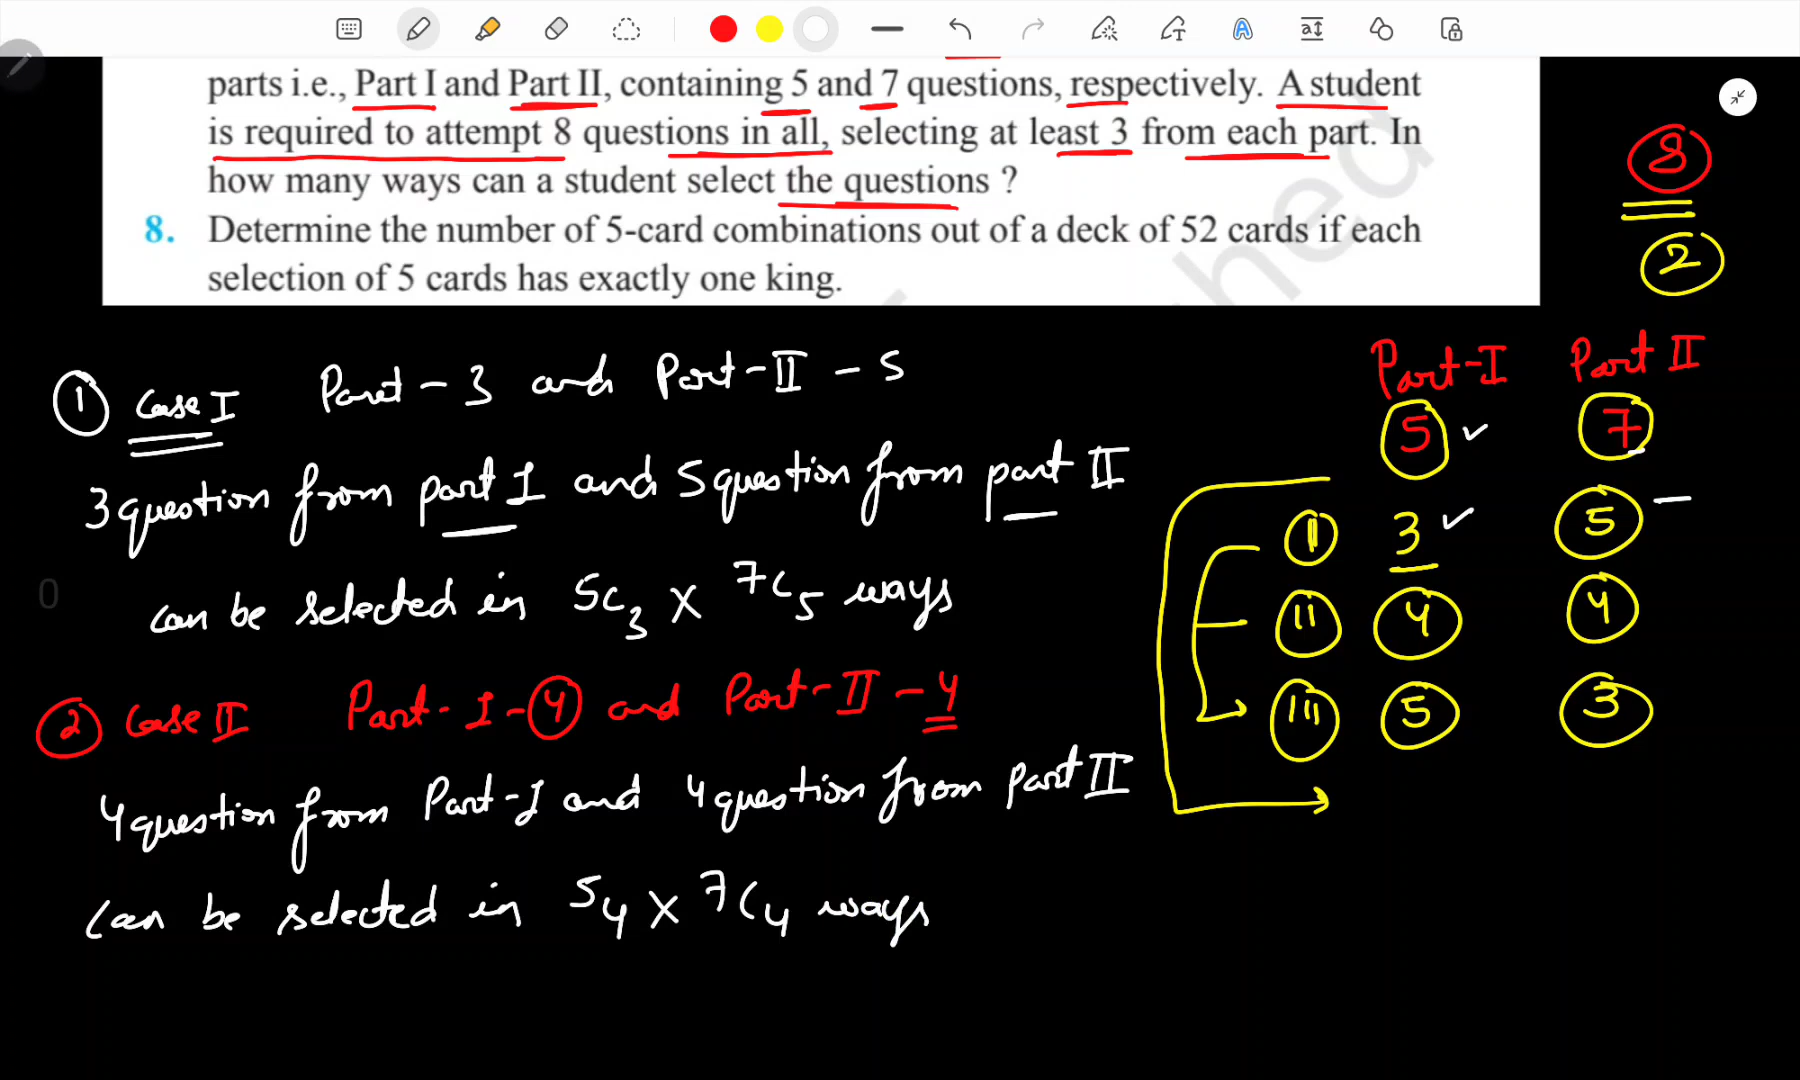 parts i.e., Part I and Part II, containing 5 and 7 questions, respectively. A student
is required to attempt 8 questions in all, selecting at least 3 from each part. In
how many ways can a student select the questions ?
8. Determine the number of 5-card combinations out of a deck of 52 cards if each
selection of 5 cards has exactly one king.
hed
8
2
① Case I Part - 3 and Part-II - 5
3 question from part I and 5 question from part II
can be selected in 5C3 X 7C5 ways
② Case II Part-I-④ and Part-II-4
4 question from Part-I and 4 question from part II
can be selected in 54 X 7C4 ways
Part-I Part II
5 ✓ 7
I 3 ✓ 5 -
II 4 4
III 5 3
0